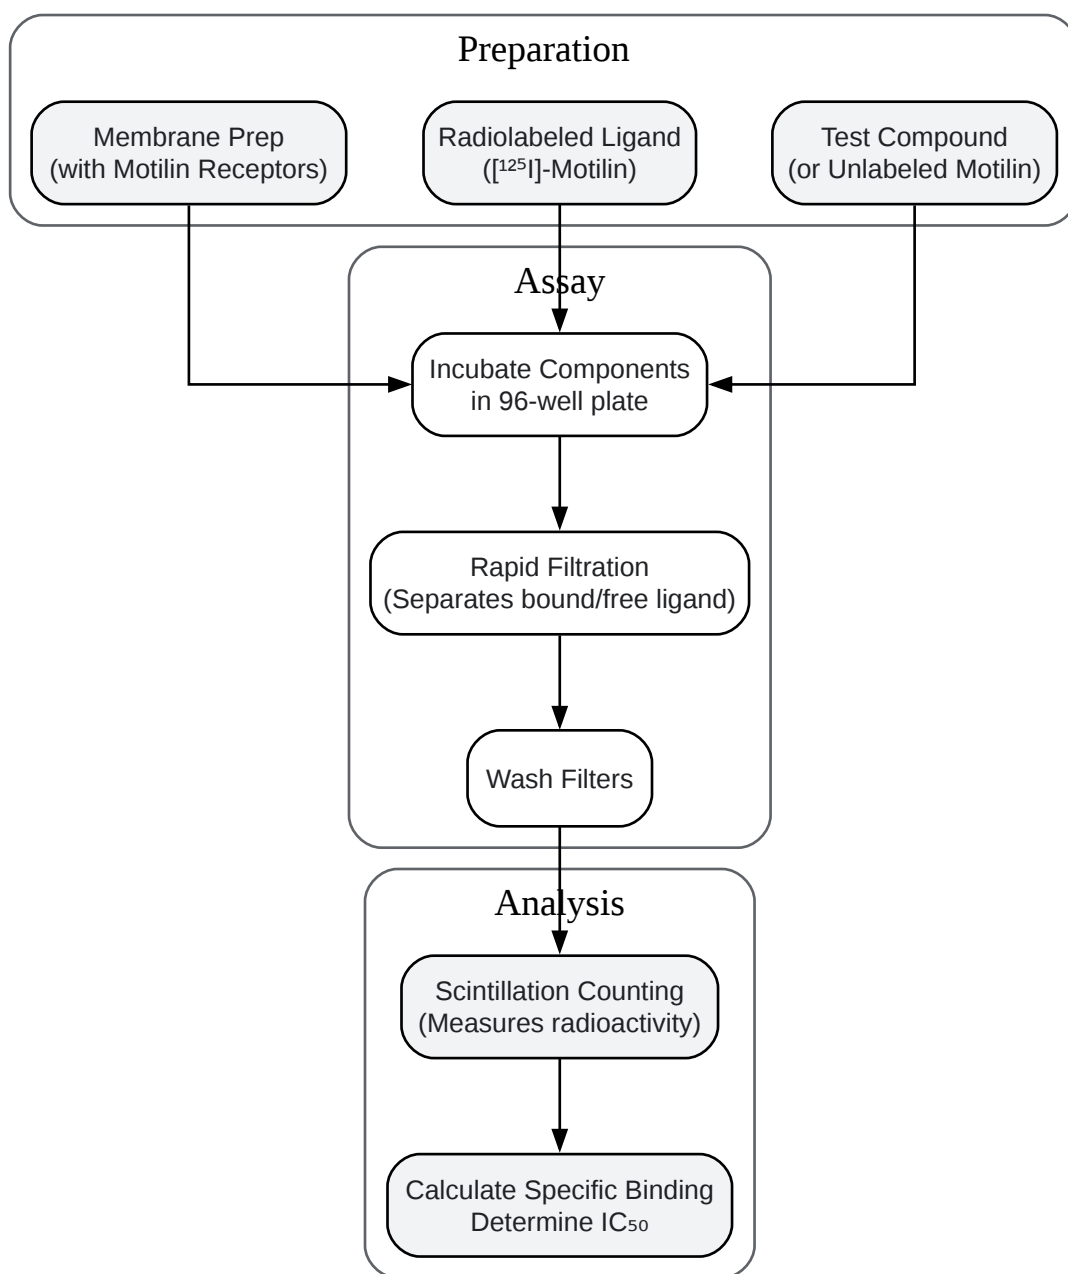 Preparation
Membrane Prep
(with Motilin Receptors)
Radiolabeled Ligand
([¹²⁵I]-Motilin)
Test Compound
(or Unlabeled Motilin)
Assay
Incubate Components
in 96-well plate
Rapid Filtration
(Separates bound/free ligand)
Wash Filters
Analysis
Scintillation Counting
(Measures radioactivity)
Calculate Specific Binding
Determine IC₅₀